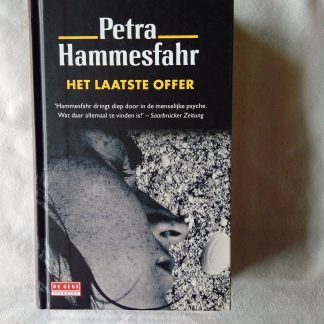 Petra
Hammesfahr
HET LAATSTE OFFER
'Hammesfahr dringt diep door in de menselijke psyche.
Wat daar allemaal te vinden is!' – Saarbrücker Zeitung
DE GEUS